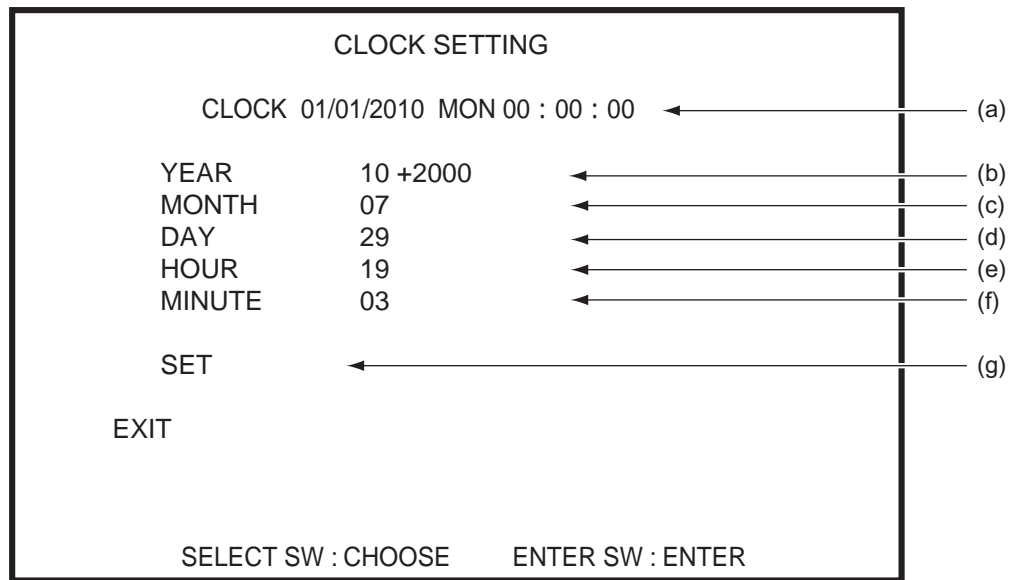 CLOCK SETTING
CLOCK 01/01/2010 MON 00 : 00 : 00 (a)
YEAR 10 +2000 (b)
MONTH 07 (c)
DAY 29 (d)
HOUR 19 (e)
MINUTE 03 (f)
SET (g)
EXIT
SELECT SW : CHOOSE ENTER SW : ENTER